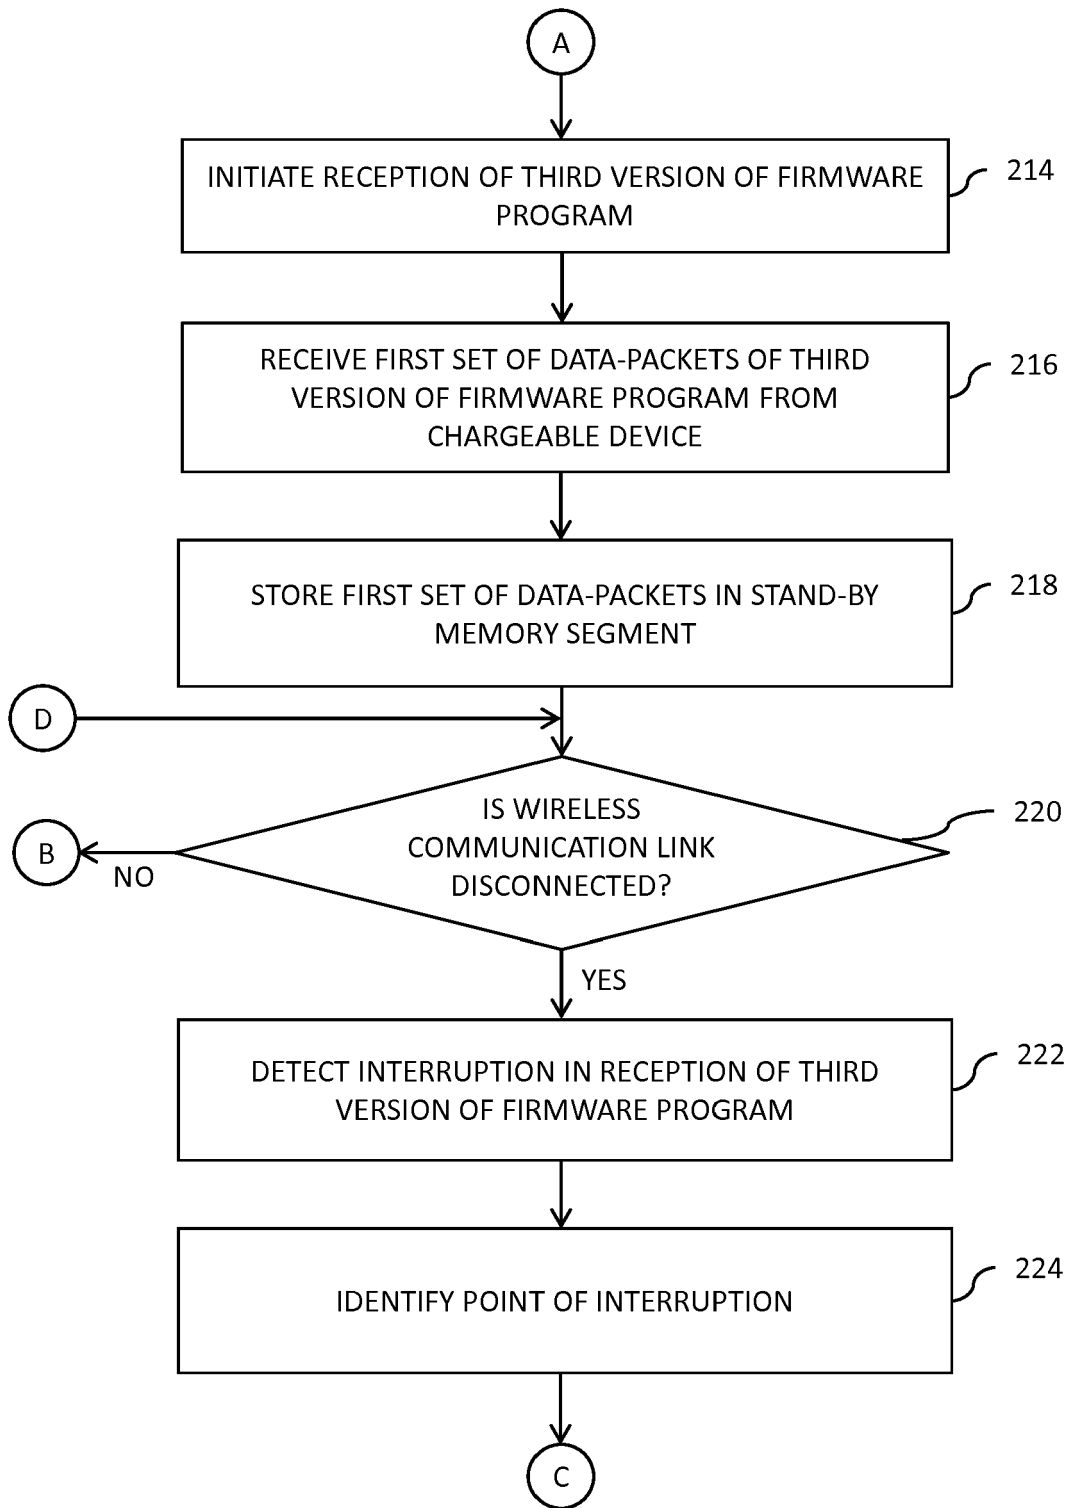 A
INITIATE RECEPTION OF THIRD VERSION OF FIRMWARE
PROGRAM
214
RECEIVE FIRST SET OF DATA-PACKETS OF THIRD
VERSION OF FIRMWARE PROGRAM FROM
CHARGEABLE DEVICE
216
STORE FIRST SET OF DATA-PACKETS IN STAND-BY
MEMORY SEGMENT
218
D
IS WIRELESS
COMMUNICATION LINK
DISCONNECTED?
220
B
NO
YES
DETECT INTERRUPTION IN RECEPTION OF THIRD
VERSION OF FIRMWARE PROGRAM
222
IDENTIFY POINT OF INTERRUPTION
224
C